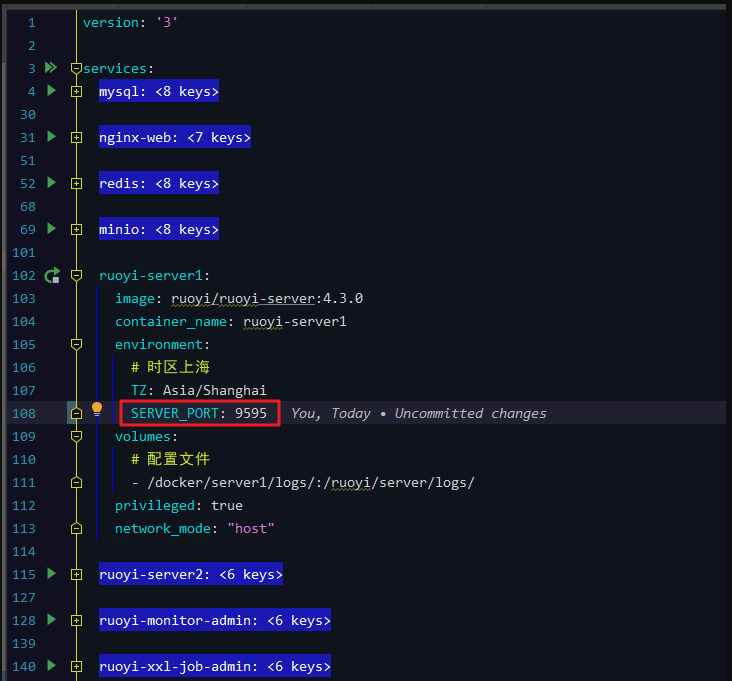 1 version: '3'
2
3 services:
4 mysql: <8 keys>
30
31 nginx-web: <7 keys>
51
52 redis: <8 keys>
68
69 minio: <8 keys>
101
102 ruoyi-server1:
103 image: ruoyi/ruoyi-server:4.3.0
104 container_name: ruoyi-server1
105 environment:
106 # 时区上海
107 TZ: Asia/Shanghai
108 SERVER_PORT: 9595 You, Today • Uncommitted changes
109 volumes:
110 # 配置文件
111 - /docker/server1/logs/:/ruoyi/server/logs/
112 privileged: true
113 network_mode: "host"
114
115 ruoyi-server2: <6 keys>
127
128 ruoyi-monitor-admin: <6 keys>
139
140 ruoyi-xxl-job-admin: <6 keys>